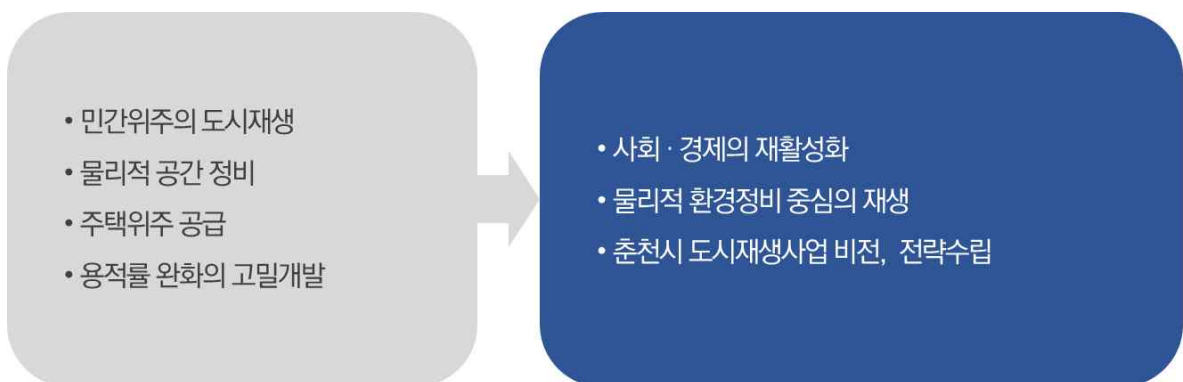 • 민간위주의 도시재생
• 물리적 공간 정비
• 주택위주 공급
• 용적률 완화의 고밀개발
• 사회 · 경제의 재활성화
• 물리적 환경정비 중심의 재생
• 춘천시 도시재생사업 비전, 전략수립